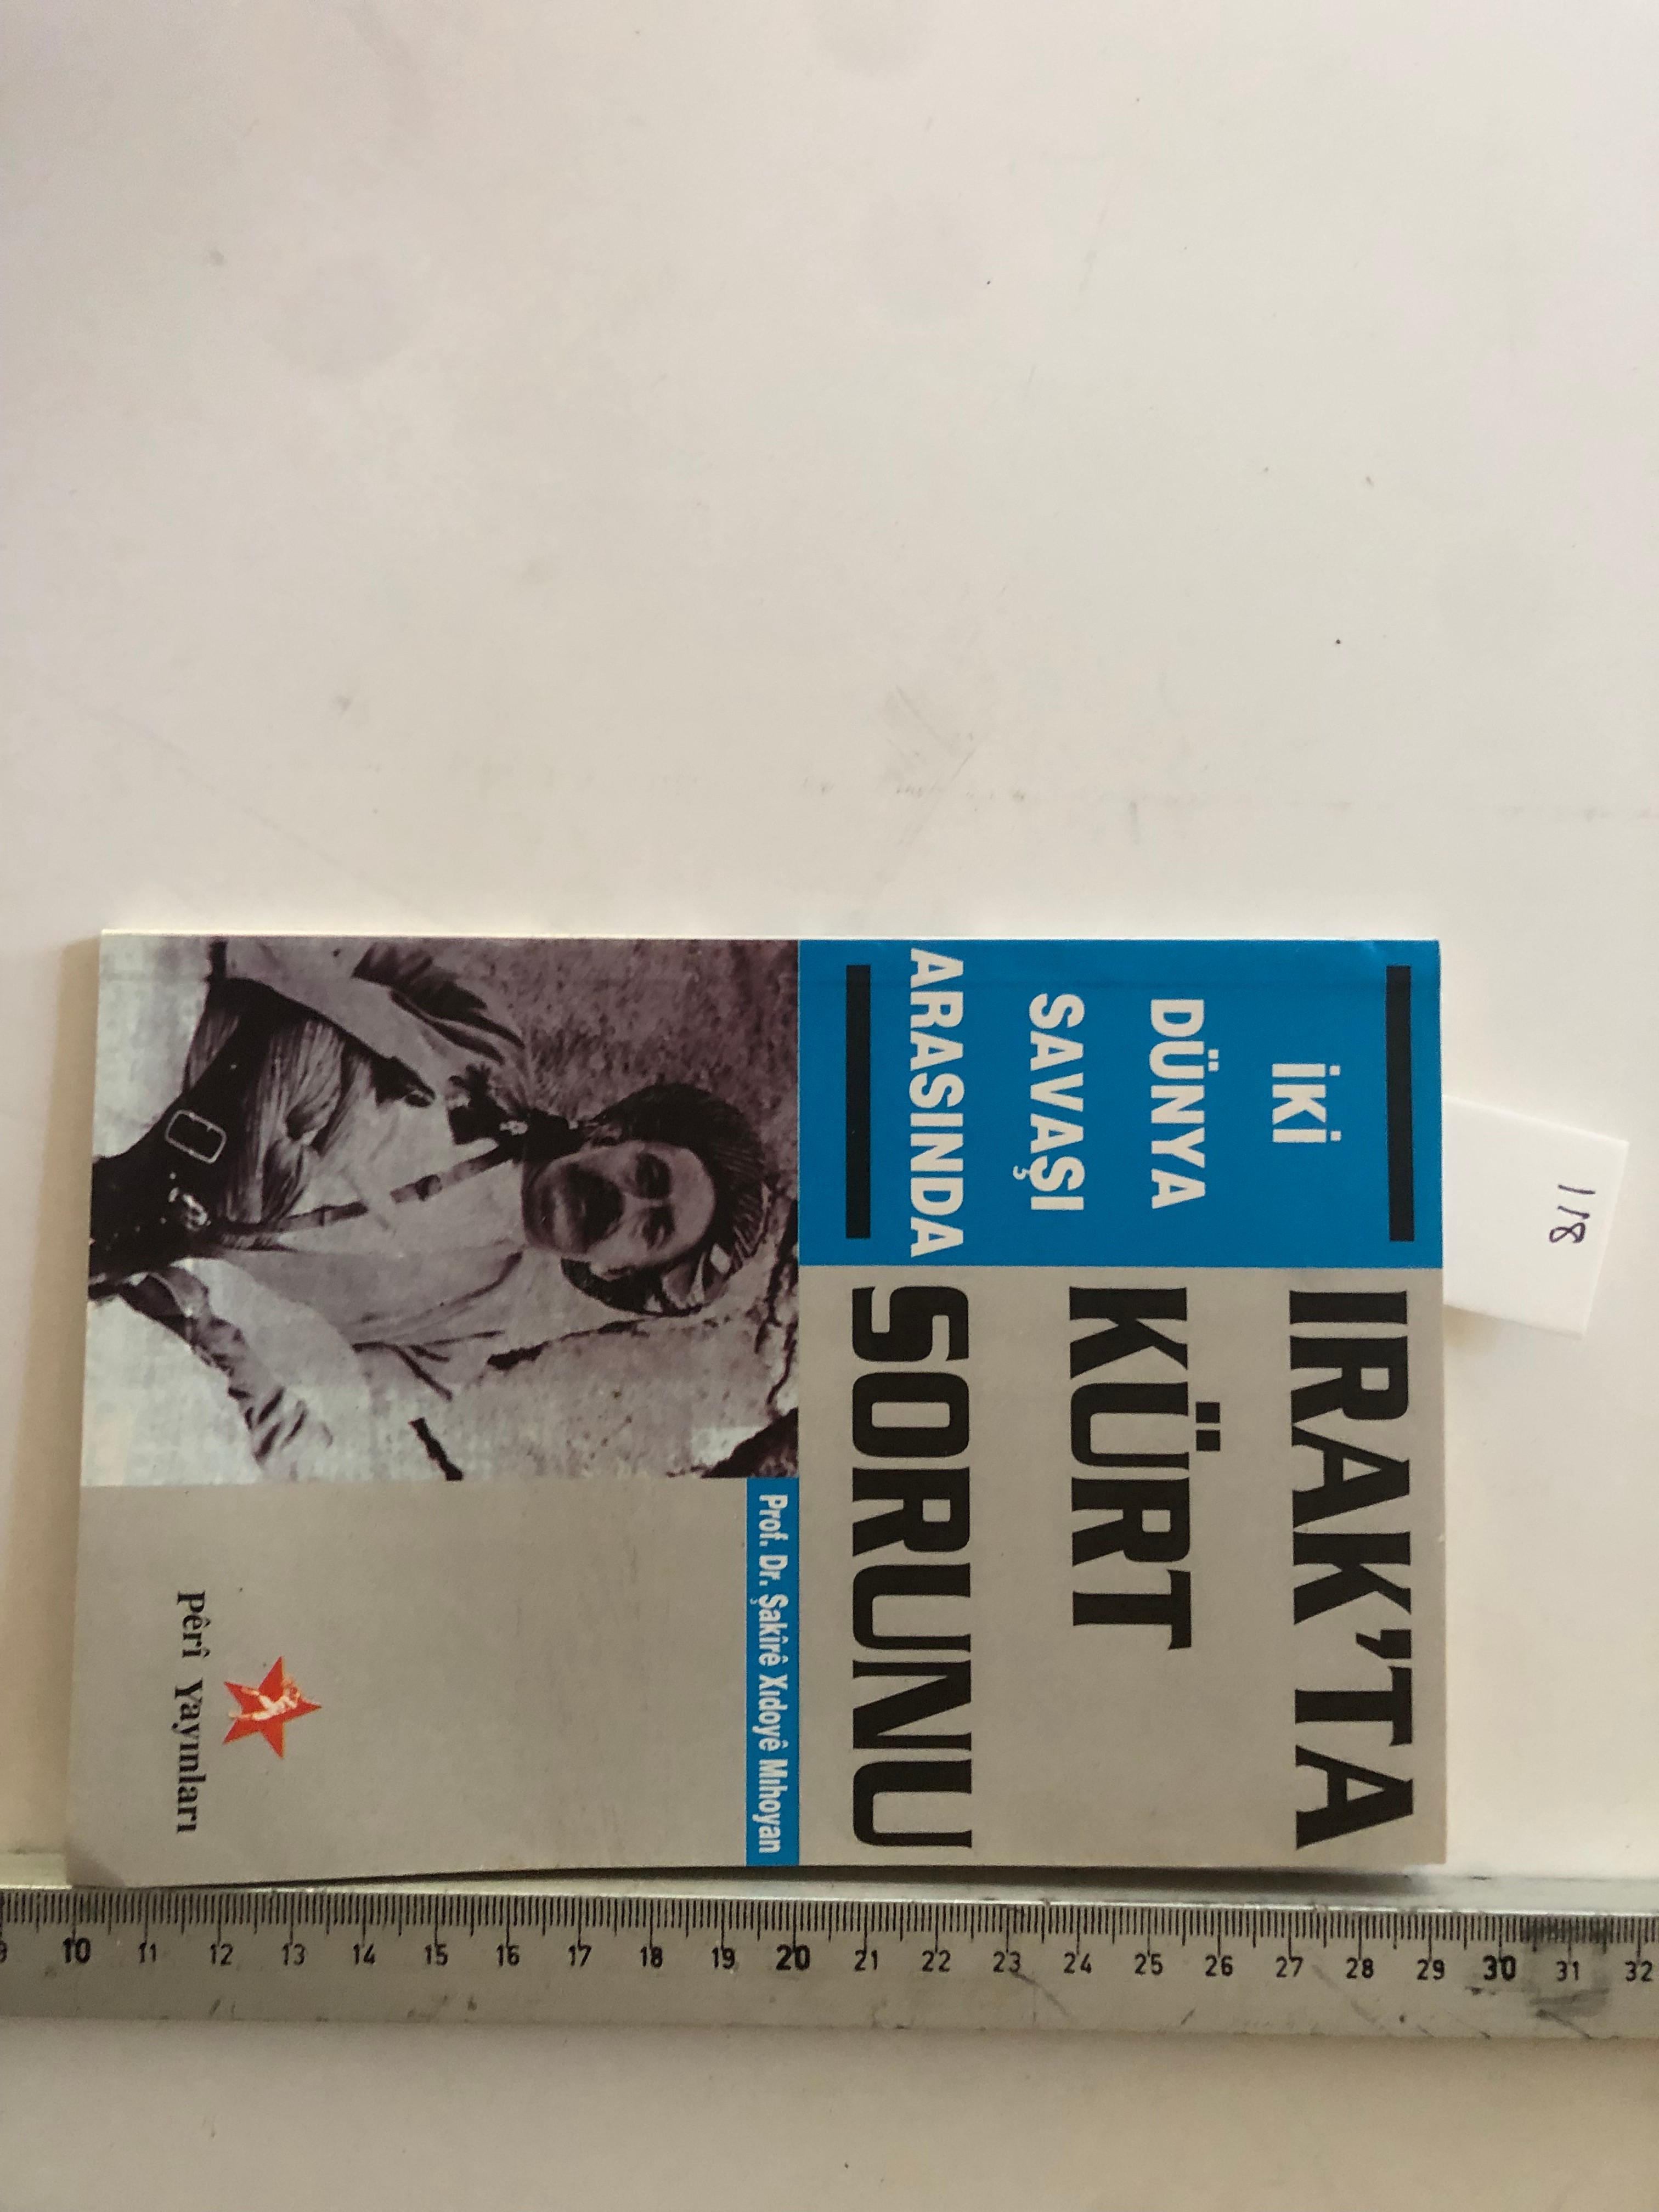 118
İKİ
DÜNYA
SAVAŞI
ARASINDA
IRAK'TA
KÜRT
SORUNU
Prof. Dr. Şakîrê Xıdoyê Mıhoyan
Pêrî Yayınları
9 10 11 12 13 14 15 16 17 18 19 20 21 22 23 24 25 26 27 28 29 30 31 32